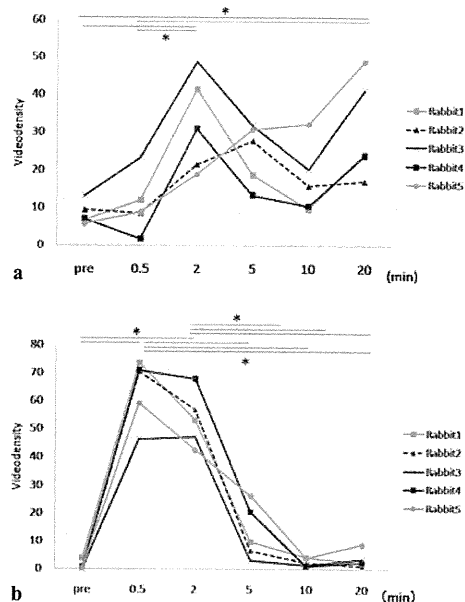 60
50
40
30
20
10
0
Videodensity
* *
Rabbit1
Rabbit2
Rabbit3
Rabbit4
Rabbit5
pre 0.5 2 5 10 20 (min)
a
80
70
60
50
40
30
20
10
0
Videodensity
*
*
Rabbit1
Rabbit2
Rabbit3
Rabbit4
Rabbit5
pre 0.5 2 5 10 20 (min)
b